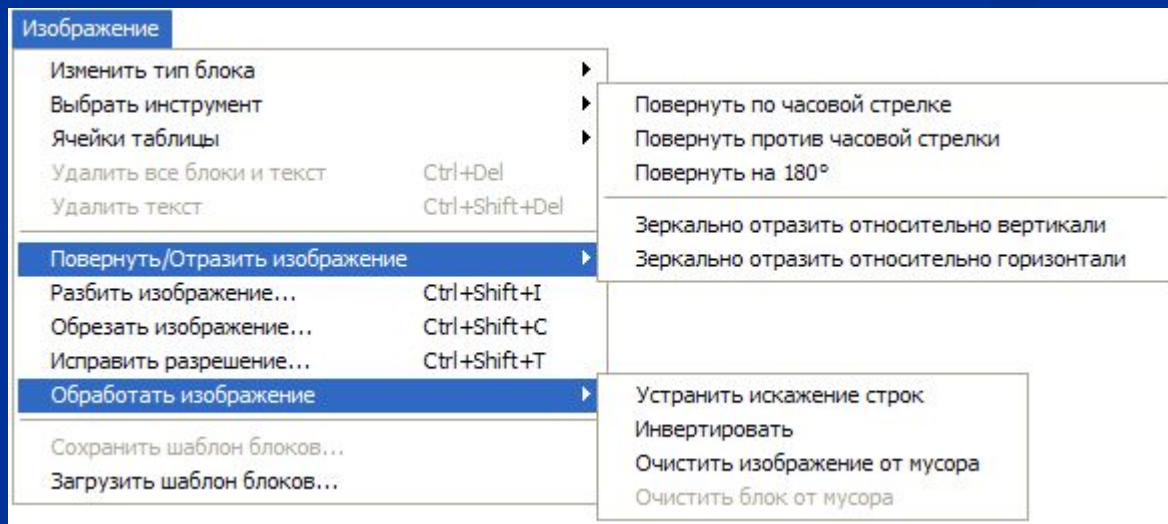 Изображение
Изменить тип блока
Выбрать инструмент
Ячейки таблицы
Удалить все блоки и текст Ctrl+Del
Удалить текст Ctrl+Shift+Del
Повернуть/Отразить изображение
Разбить изображение... Ctrl+Shift+I
Обрезать изображение... Ctrl+Shift+C
Исправить разрешение... Ctrl+Shift+T
Обработать изображение
Сохранить шаблон блоков...
Загрузить шаблон блоков...
Повернуть по часовой стрелке
Повернуть против часовой стрелки
Повернуть на 180°
Зеркально отразить относительно вертикали
Зеркально отразить относительно горизонтали
Устранить искажение строк
Инвертировать
Очистить изображение от мусора
Очистить блок от мусора